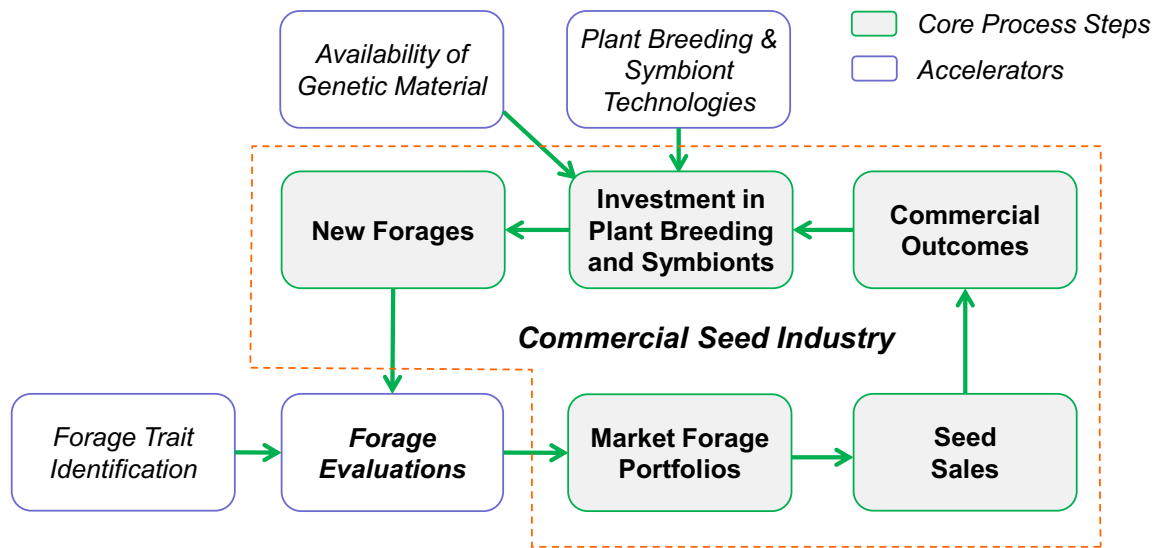 Availability of
Genetic Material
Plant Breeding &
Symbiont
Technologies
Core Process Steps
Accelerators
New Forages
Investment in
Plant Breeding
and Symbionts
Commercial
Outcomes
Commercial Seed Industry
Forage Trait
Identification
Forage
Evaluations
Market Forage
Portfolios
Seed
Sales